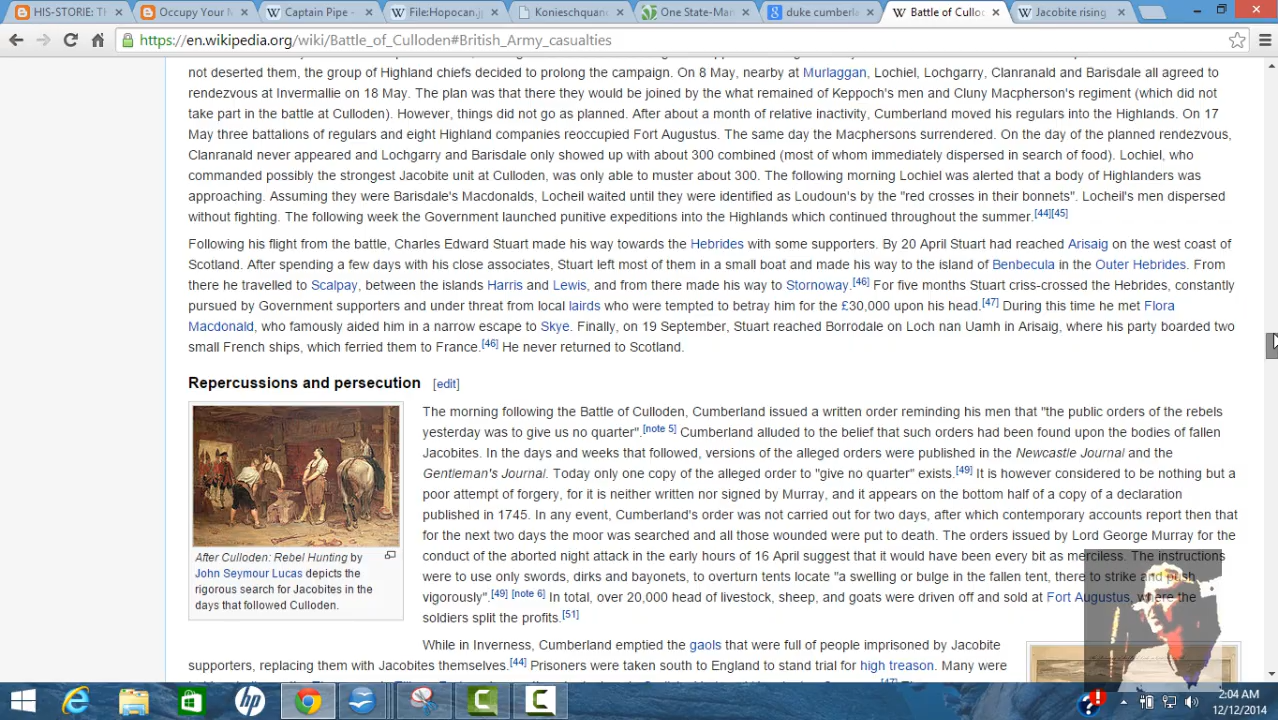 HIS-STORIE: Th
Occupy Your M
Captain Pipe -
File:Hopocan.j
Konieschquan
One State-Man
duke cumberla
Battle of Cullo
Jacobite rising
https://en.wikipedia.org/wiki/Battle_of_Culloden#British_Army_casualties
not deserted them, the group of Highland chiefs decided to prolong the campaign. On 8 May, nearby at Murlaggan, Lochiel, Lochgarry, Clanranald and Barisdale all agreed to
rendezvous at Invermallie on 18 May. The plan was that there they would be joined by the what remained of Keppoch's men and Cluny Macpherson's regiment (which did not
take part in the battle at Culloden). However, things did not go as planned. After about a month of relative inactivity, Cumberland moved his regulars into the Highlands. On 17
May three battalions of regulars and eight Highland companies reoccupied Fort Augustus. The same day the Macphersons surrendered. On the day of the planned rendezvous,
Clanranald never appeared and Lochgarry and Barisdale only showed up with about 300 combined (most of whom immediately dispersed in search of food). Lochiel, who
commanded possibly the strongest Jacobite unit at Culloden, was only able to muster about 300. The following morning Lochiel was alerted that a body of Highlanders was
approaching. Assuming they were Barisdale's Macdonalds, Locheil waited until they were identified as Loudoun's by the "red crosses in their bonnets". Locheil's men dispersed
without fighting. The following week the Government launched punitive expeditions into the Highlands which continued throughout the summer.[44][45]
Following his flight from the battle, Charles Edward Stuart made his way towards the Hebrides with some supporters. By 20 April Stuart had reached Arisaig on the west coast of
Scotland. After spending a few days with his close associates, Stuart left most of them in a small boat and made his way to the island of Benbecula in the Outer Hebrides. From
there he travelled to Scalpay, between the islands Harris and Lewis, and from there made his way to Stornoway.[46] For five months Stuart criss-crossed the Hebrides, constantly
pursued by Government supporters and under threat from local lairds who were tempted to betray him for the £30,000 upon his head.[47] During this time he met Flora
Macdonald, who famously aided him in a narrow escape to Skye. Finally, on 19 September, Stuart reached Borrodale on Loch nan Uamh in Arisaig, where his party boarded two
small French ships, which ferried them to France.[46] He never returned to Scotland.
Repercussions and persecution [edit]
The morning following the Battle of Culloden, Cumberland issued a written order reminding his men that "the public orders of the rebels
yesterday was to give us no quarter".[note 5] Cumberland alluded to the belief that such orders had been found upon the bodies of fallen
Jacobites. In the days and weeks that followed, versions of the alleged orders were published in the Newcastle Journal and the
Gentleman's Journal. Today only one copy of the alleged order to "give no quarter" exists.[49] It is however considered to be nothing but a
poor attempt of forgery, for it is neither written nor signed by Murray, and it appears on the bottom half of a copy of a declaration
published in 1745. In any event, Cumberland's order was not carried out for two days, after which contemporary accounts report then that
for the next two days the moor was searched and all those wounded were put to death. The orders issued by Lord George Murray for the
conduct of the aborted night attack in the early hours of 16 April suggest that it would have been every bit as merciless. The instructions
were to use only swords, dirks and bayonets, to overturn tents locate "a swelling or bulge in the fallen tent, there to strike and push
vigorously".[49] [note 6] In total, over 20,000 head of livestock, sheep, and goats were driven off and sold at Fort Augustus, where the
soldiers split the profits.[51]
After Culloden: Rebel Hunting by
John Seymour Lucas depicts the
rigorous search for Jacobites in the
days that followed Culloden.
While in Inverness, Cumberland emptied the gaols that were full of people imprisoned by Jacobite
supporters, replacing them with Jacobites themselves.[44] Prisoners were taken south to England to stand trial for high treason. Many were
2:04 AM
12/12/2014